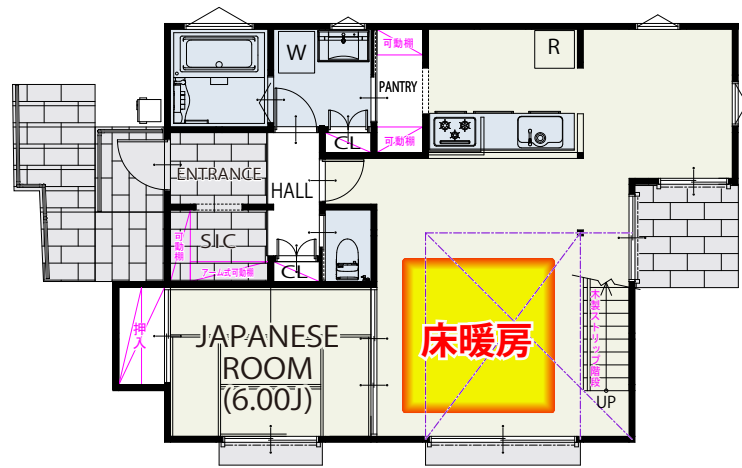 可動棚
W
R
PANTRY
可動棚
CL
ENTRANCE
HALL
S.I.C
可動棚
アーム式可動棚
CL
押入
JAPANESE
ROOM
(6.00J)
床暖房
木製ストリップ階段
UP